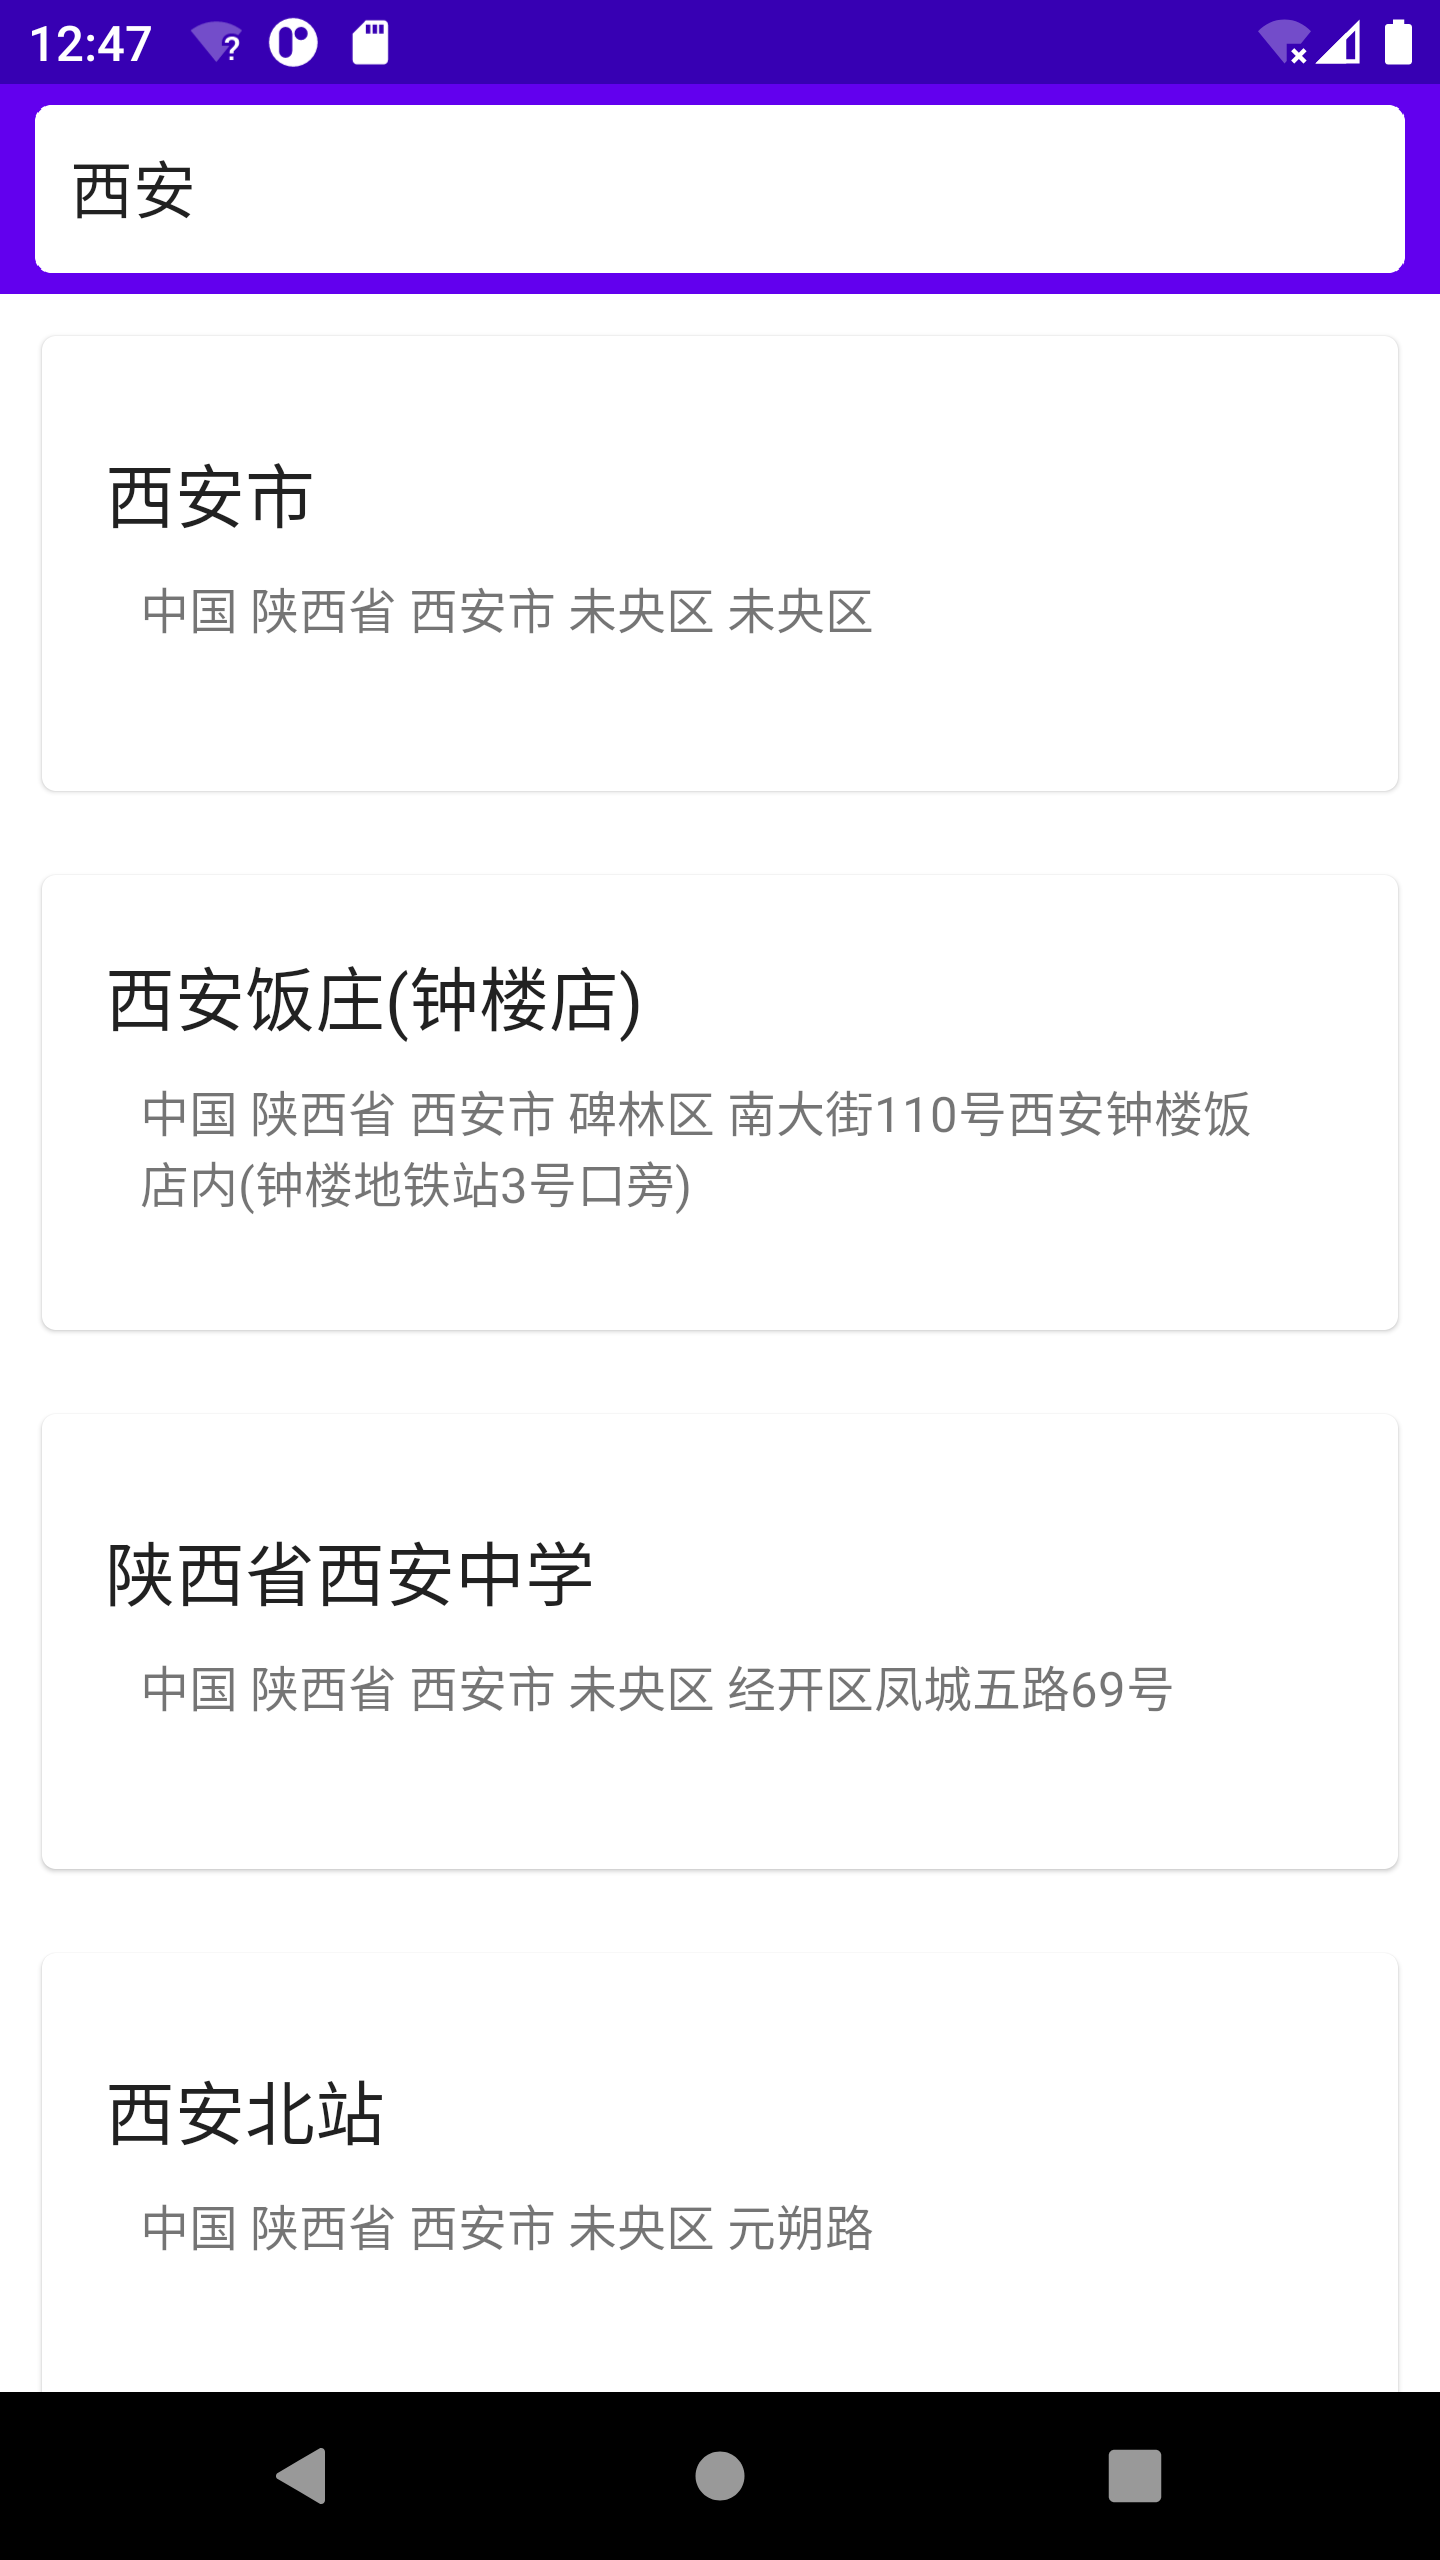 12:47
西安
西安市
中国 陕西省 西安市 未央区 未央区
西安饭庄(钟楼店)
中国 陕西省 西安市 碑林区 南大街110号西安钟楼饭
店内(钟楼地铁站3号口旁)
陕西省西安中学
中国 陕西省 西安市 未央区 经开区凤城五路69号
西安北站
中国 陕西省 西安市 未央区 元朔路